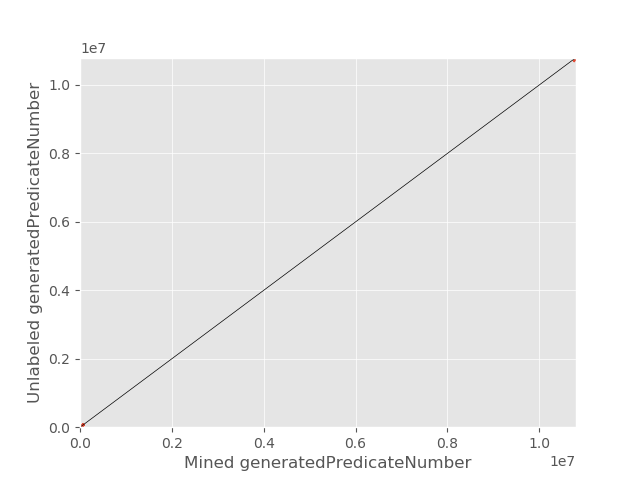 1e7
1.0
0.8
0.6
0.4
0.2
0.0
Unlabeled generatedPredicateNumber
0.0 0.2 0.4 0.6 0.8 1.0
1e7
Mined generatedPredicateNumber